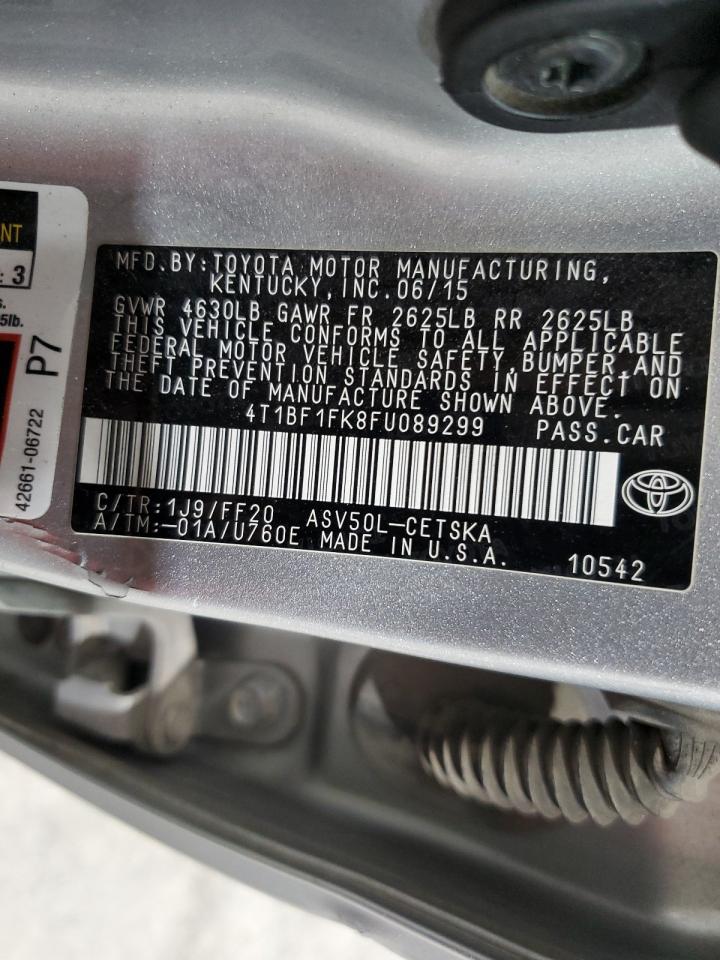 MFD.BY:TOYOTA MOTOR MANUFACTURING,
KENTUCKY,INC.06/15
GVWR 4630LB GAWR FR 2625LB RR 2625LB
THIS VEHICLE CONFORMS TO ALL APPLICABLE
FEDERAL MOTOR VEHICLE SAFETY,BUMPER,AND
THEFT PREVENTION STANDARDS IN EFFECT ON
THE DATE OF MANUFACTURE SHOWN ABOVE.
4T1BF1FK8FU089299 PASS.CAR
C/TR:1J9/FF20 ASV50L-CETSKA
A/TM:-01A/U760E MADE IN U.S.A. 10542
NT
: 3
s.
5lb.
P7
42661-06722